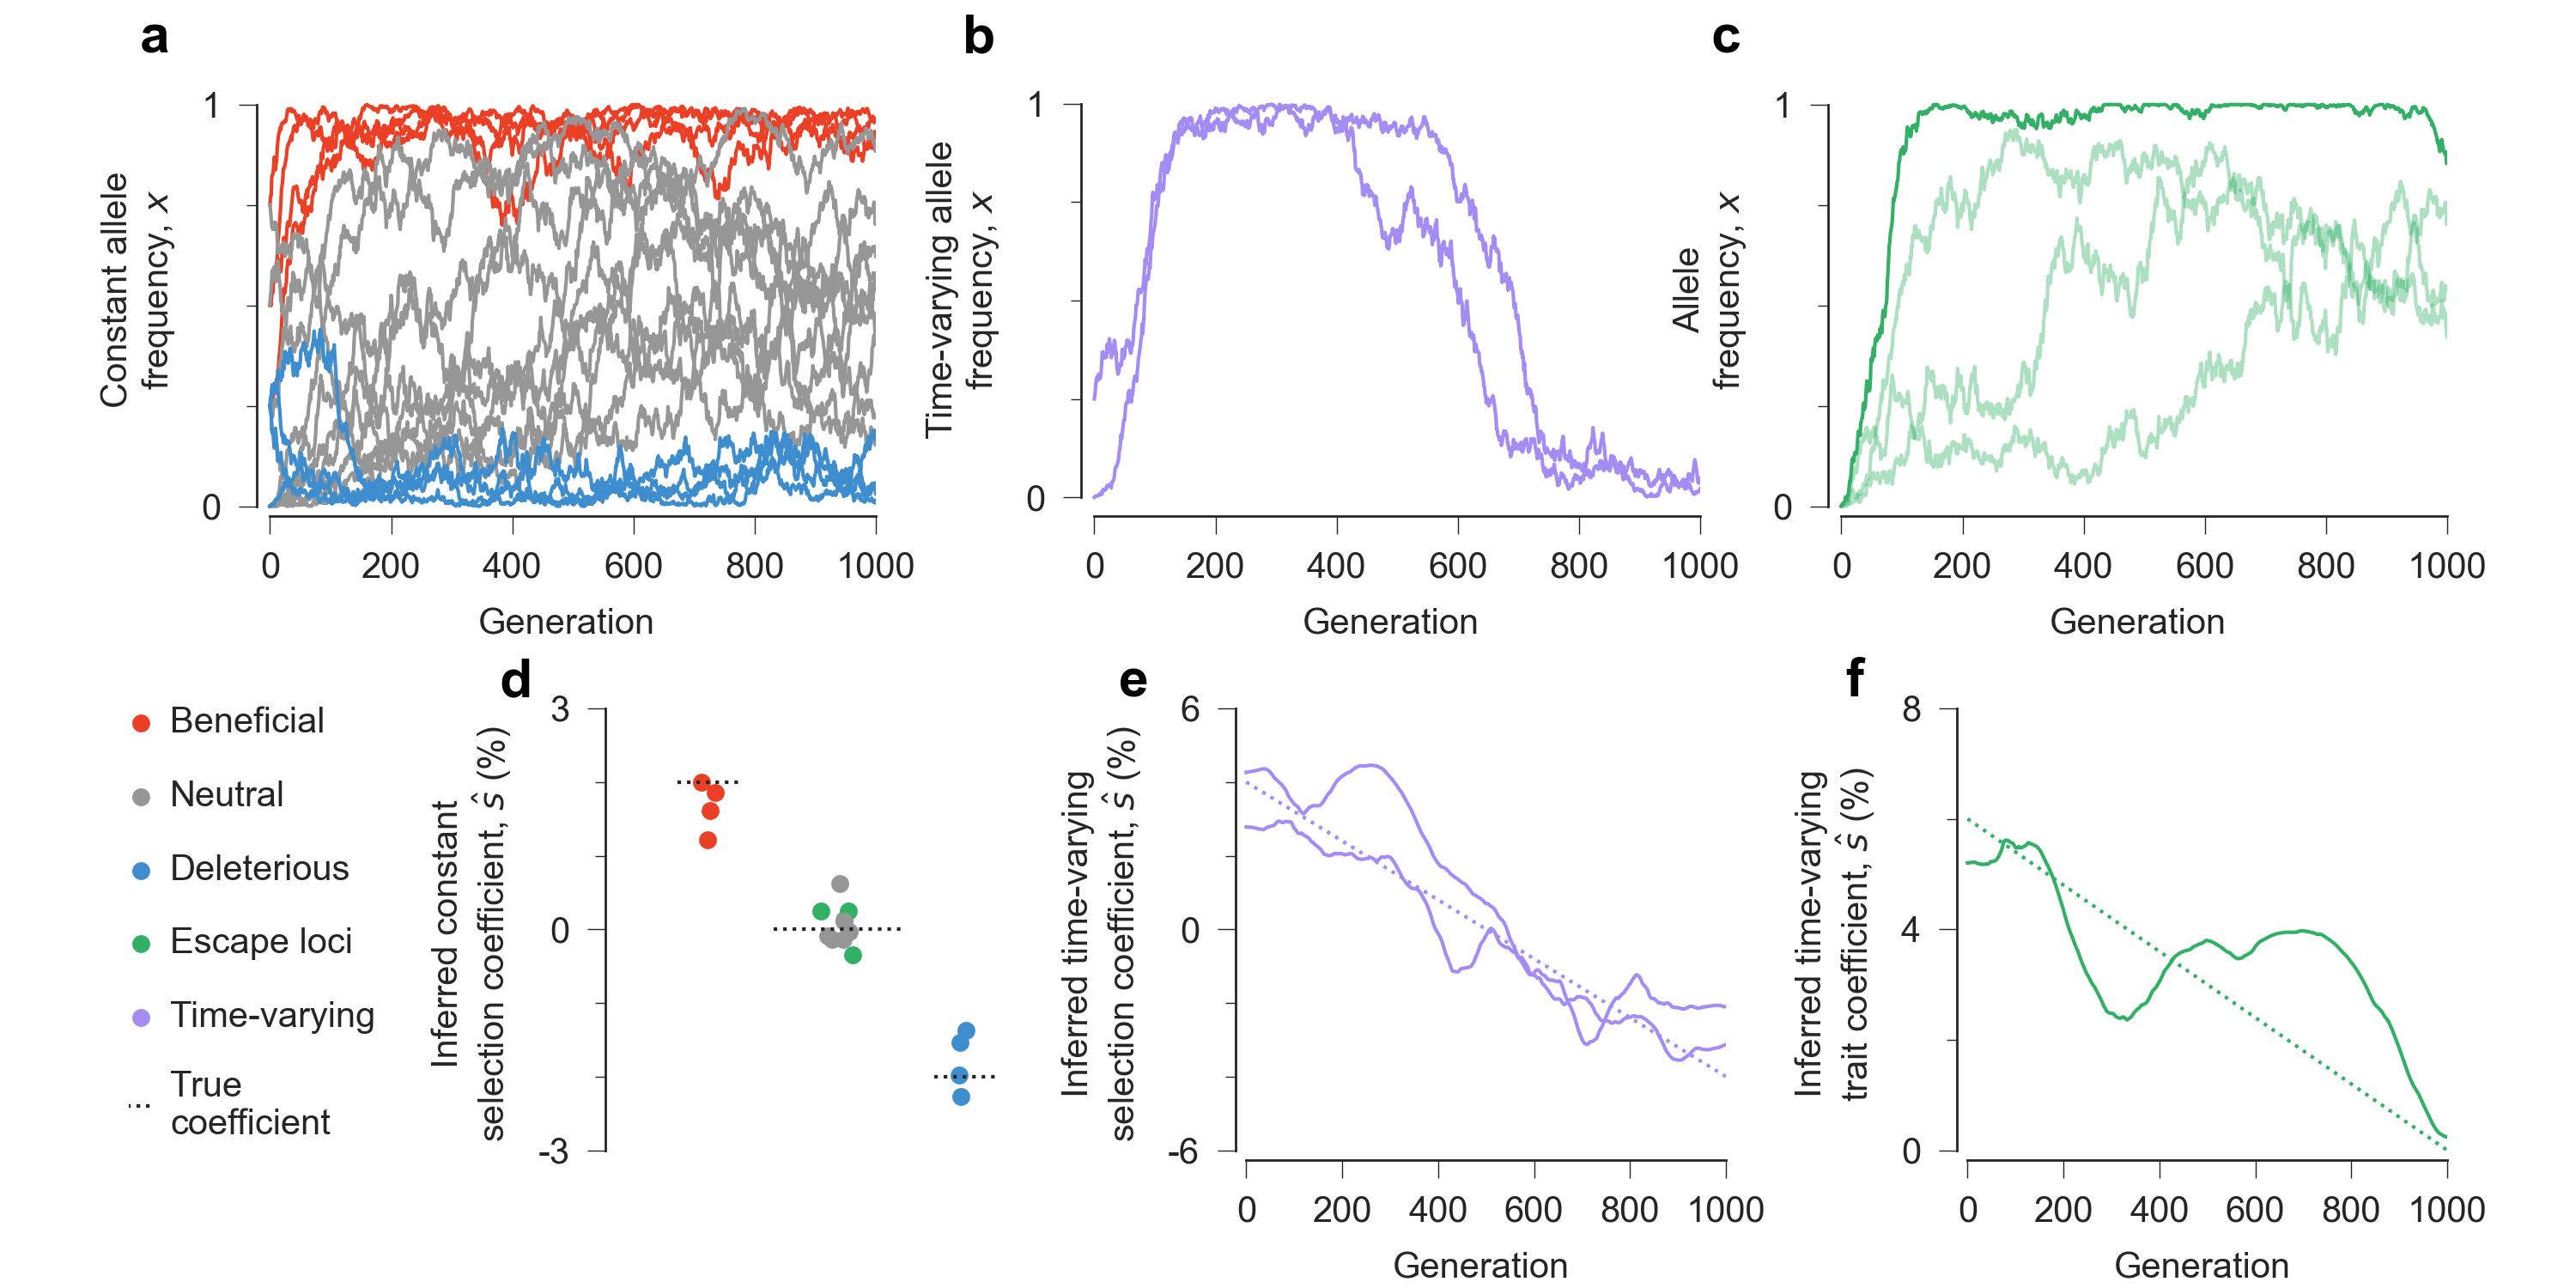 a
1
0
Constant allele
frequency, x
0 200 400 600 800 1000
Generation
b
1
0
Time-varying allele
frequency, x
0 200 400 600 800 1000
Generation
c
1
0
Allele
frequency, x
0 200 400 600 800 1000
Generation
Beneficial
Neutral
Deleterious
Escape loci
Time-varying
True
coefficient
d
3
0
-3
Inferred constant
selection coefficient, ŝ (%)
e
6
0
-6
Inferred time-varying
selection coefficient, ŝ (%)
0 200 400 600 800 1000
Generation
f
8
4
0
Inferred time-varying
trait coefficient, ŝ (%)
0 200 400 600 800 1000
Generation